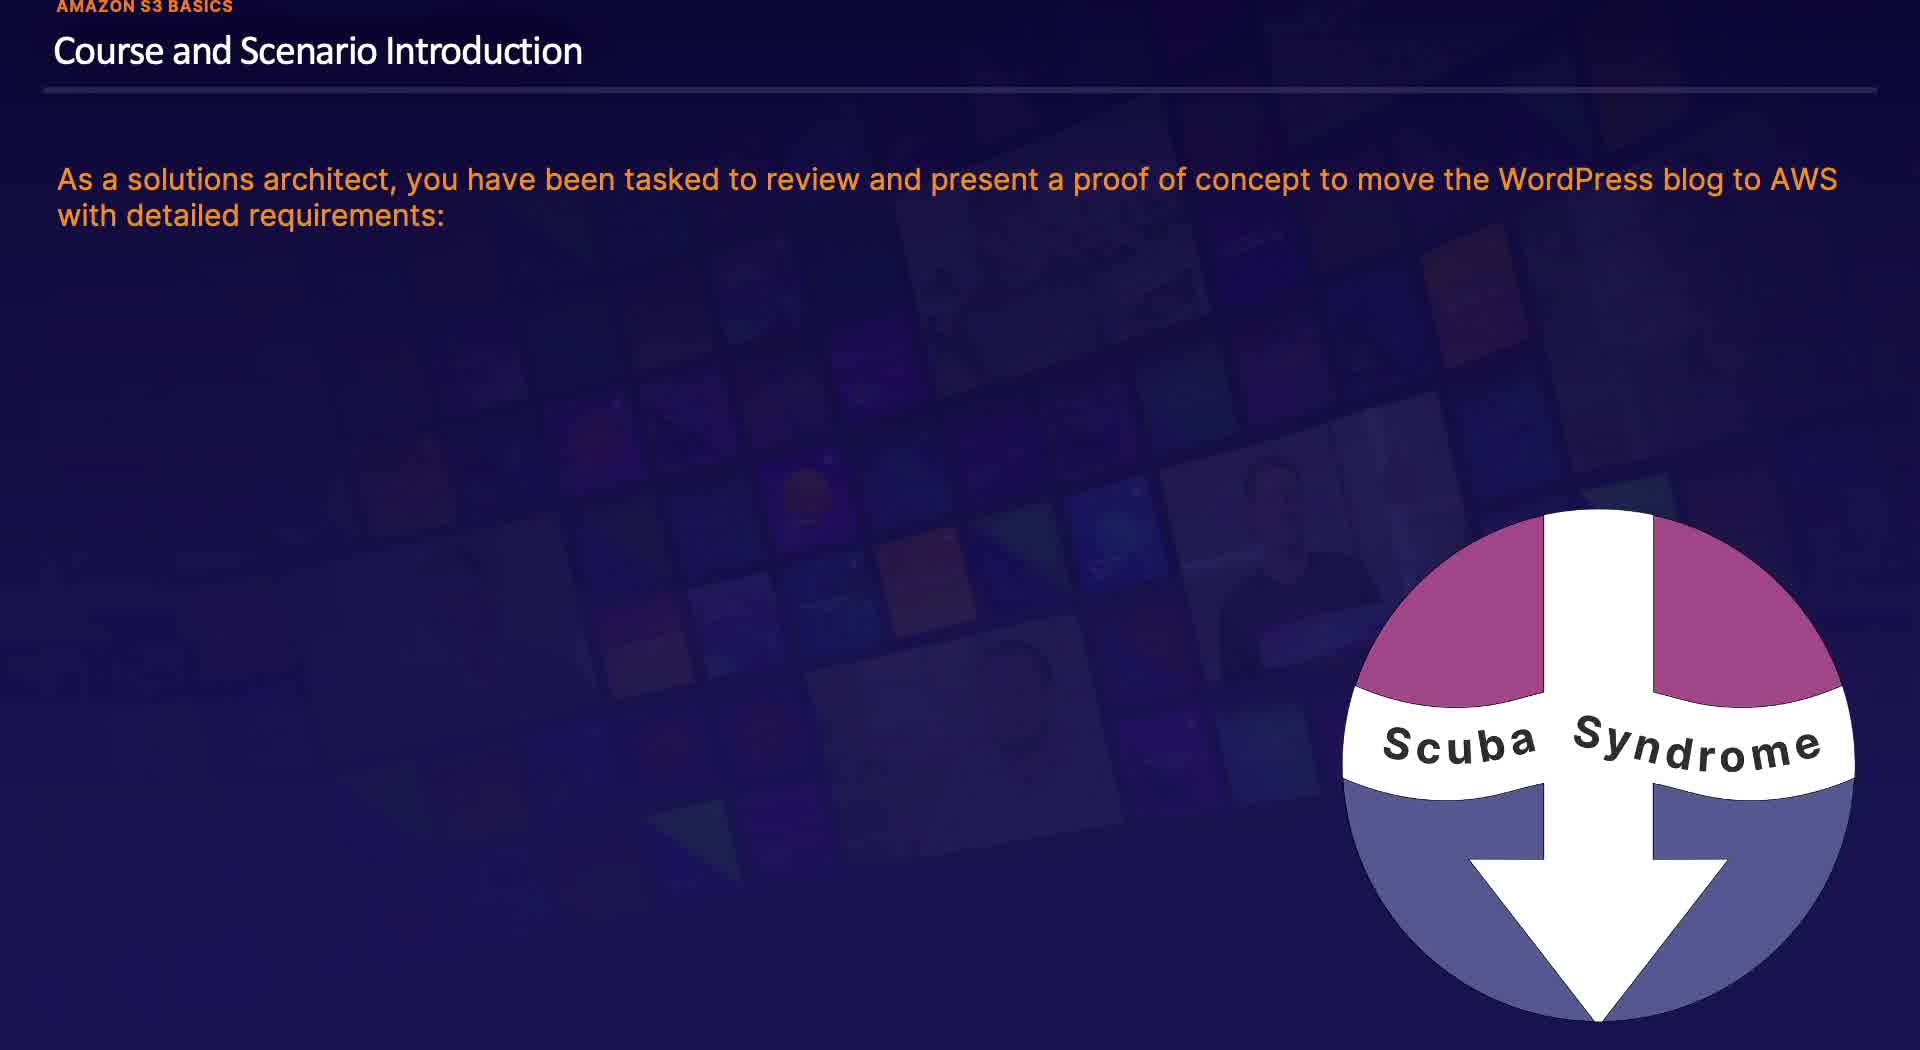 AMAZON S3 BASICS
Course and Scenario Introduction
As a solutions architect, you have been tasked to review and present a proof of concept to move the WordPress blog to AWS
with detailed requirements:
Scuba Syndrome